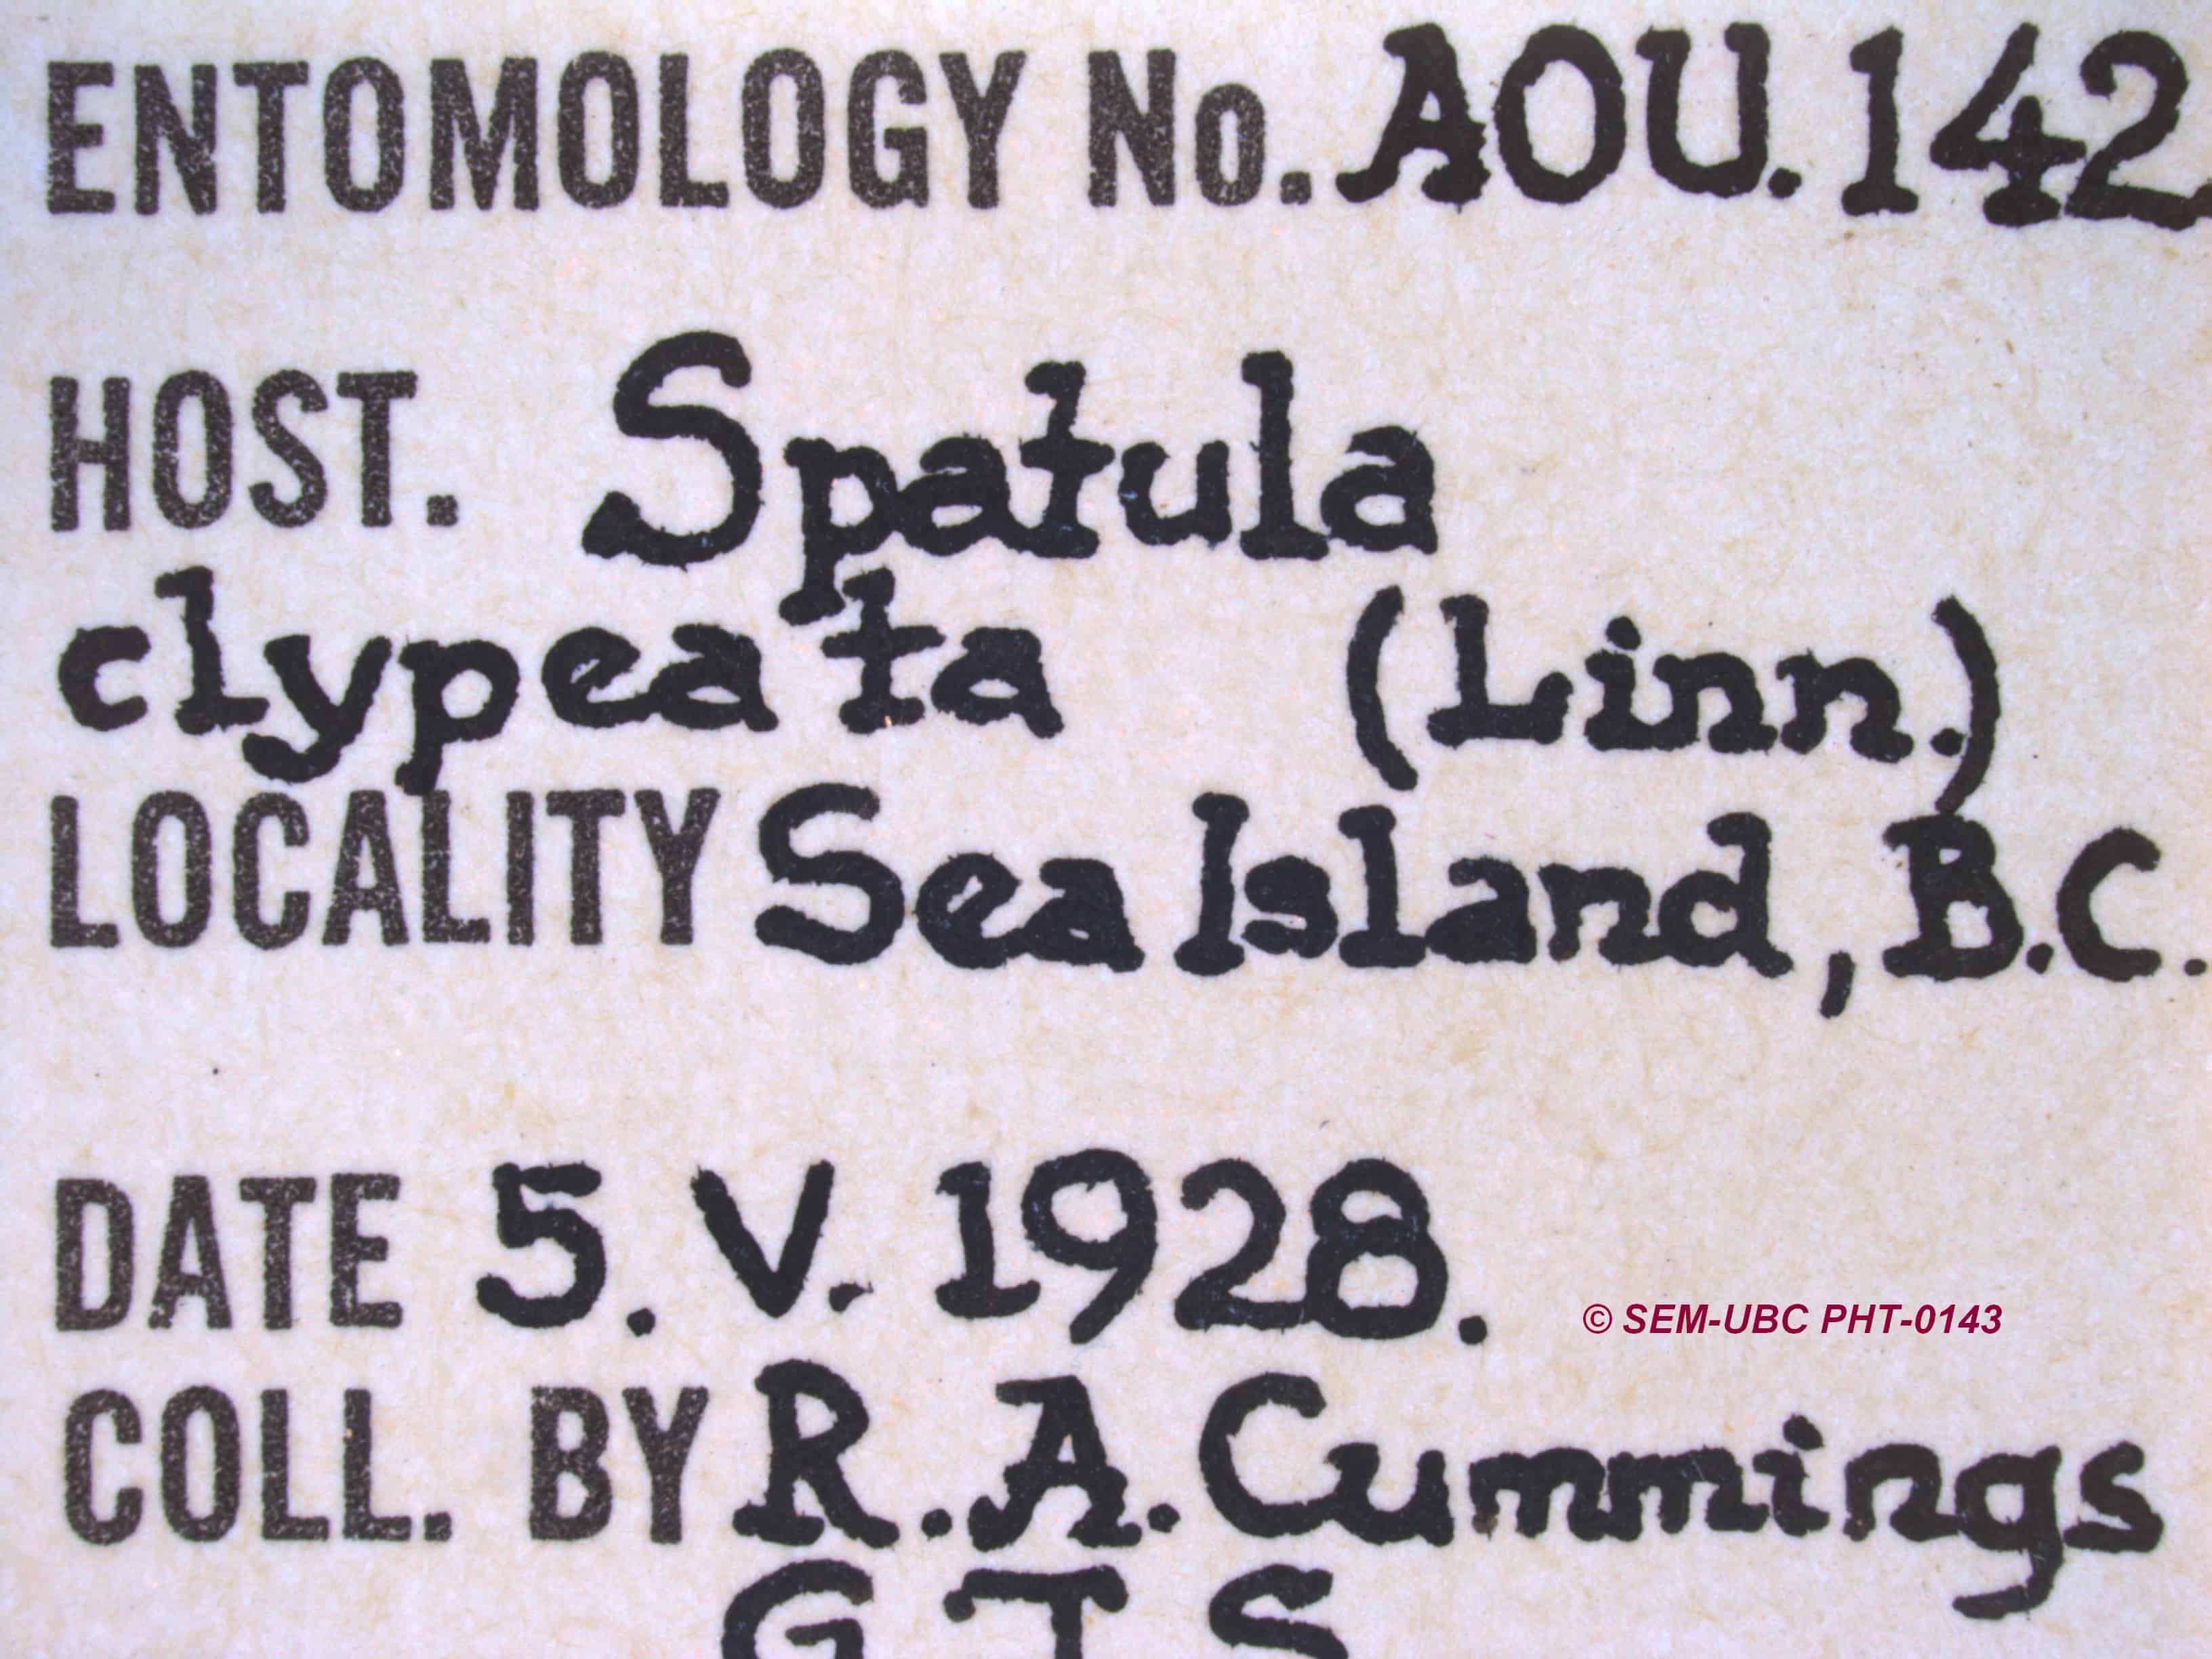 ENTOMOLOGY No. AOU. 142
HOST. Spatula
clypeata (Linn.)
LOCALITY Sea Island, B.C.
DATE 5. V. 1928.
© SEM-UBC PHT-0143
COLL. BY R. A. Cummings